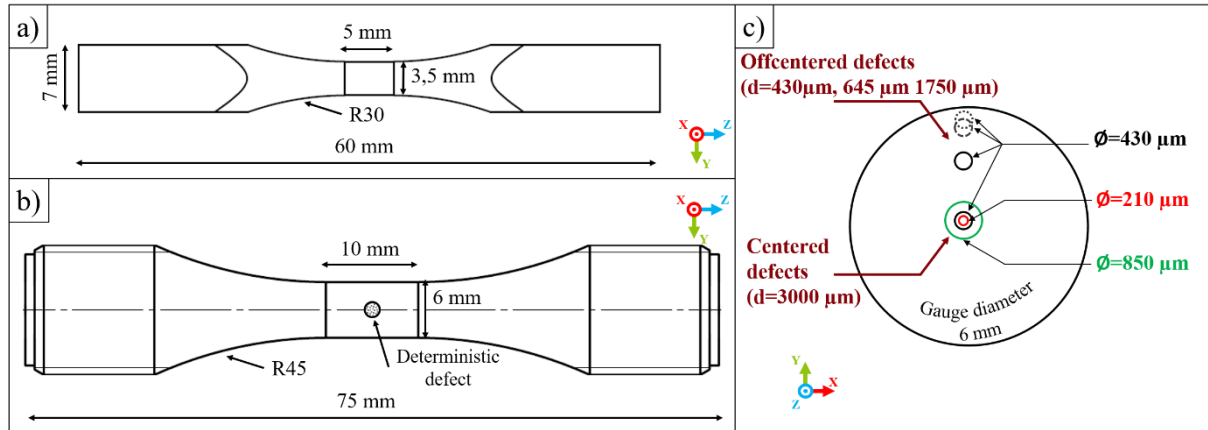 a)
5 mm
7 mm
3,5 mm
R30
60 mm
X
Z
Y
b)
X
Z
Y
10 mm
6 mm
R45
Deterministic
defect
75 mm
c)
Offcentered defects
(d=430μm, 645 μm 1750 μm)
Ø=430 μm
Ø=210 μm
Ø=850 μm
Centered
defects
(d=3000 μm)
Gauge diameter
6 mm
Y
X
Z